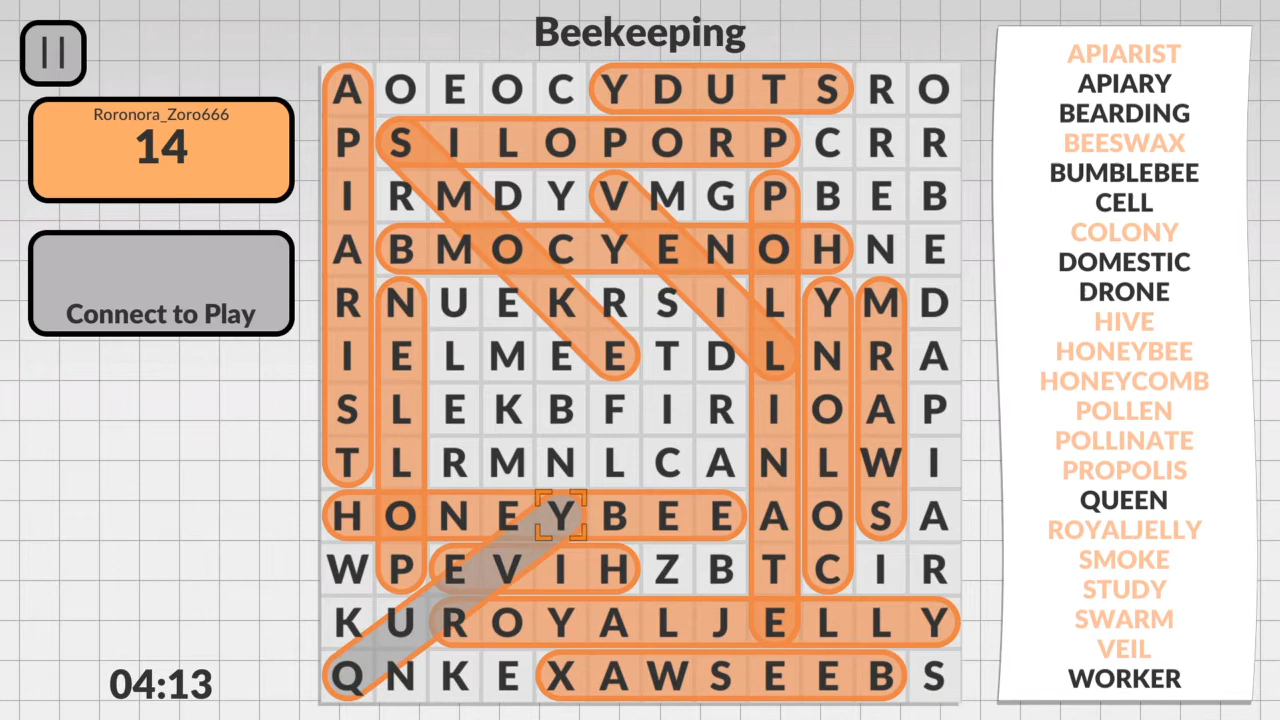 Beekeeping
Roronora_Zoro666
14
Connect to Play
04:13
A O E O C Y D U T S R O
P S I L O P O R P C R R
I R M D Y V M G P B E B
A B M O C Y E N O H N E
R N U E K R S I L Y M D
I E L M E E T D L N R A
S L E K B F I R I O A P
T L R M N L C A N L W I
H O N E Y B E E A O S A
W P E V I H Z B T C I R
K U R O Y A L J E L L Y
Q N K E X A W S E E B S
APIARIST
APIARY
BEARDING
BEESWAX
BUMBLEBEE
CELL
COLONY
DOMESTIC
DRONE
HIVE
HONEYBEE
HONEYCOMB
POLLEN
POLLINATE
PROPOLIS
QUEEN
ROYALJELLY
SMOKE
STUDY
SWARM
VEIL
WORKER